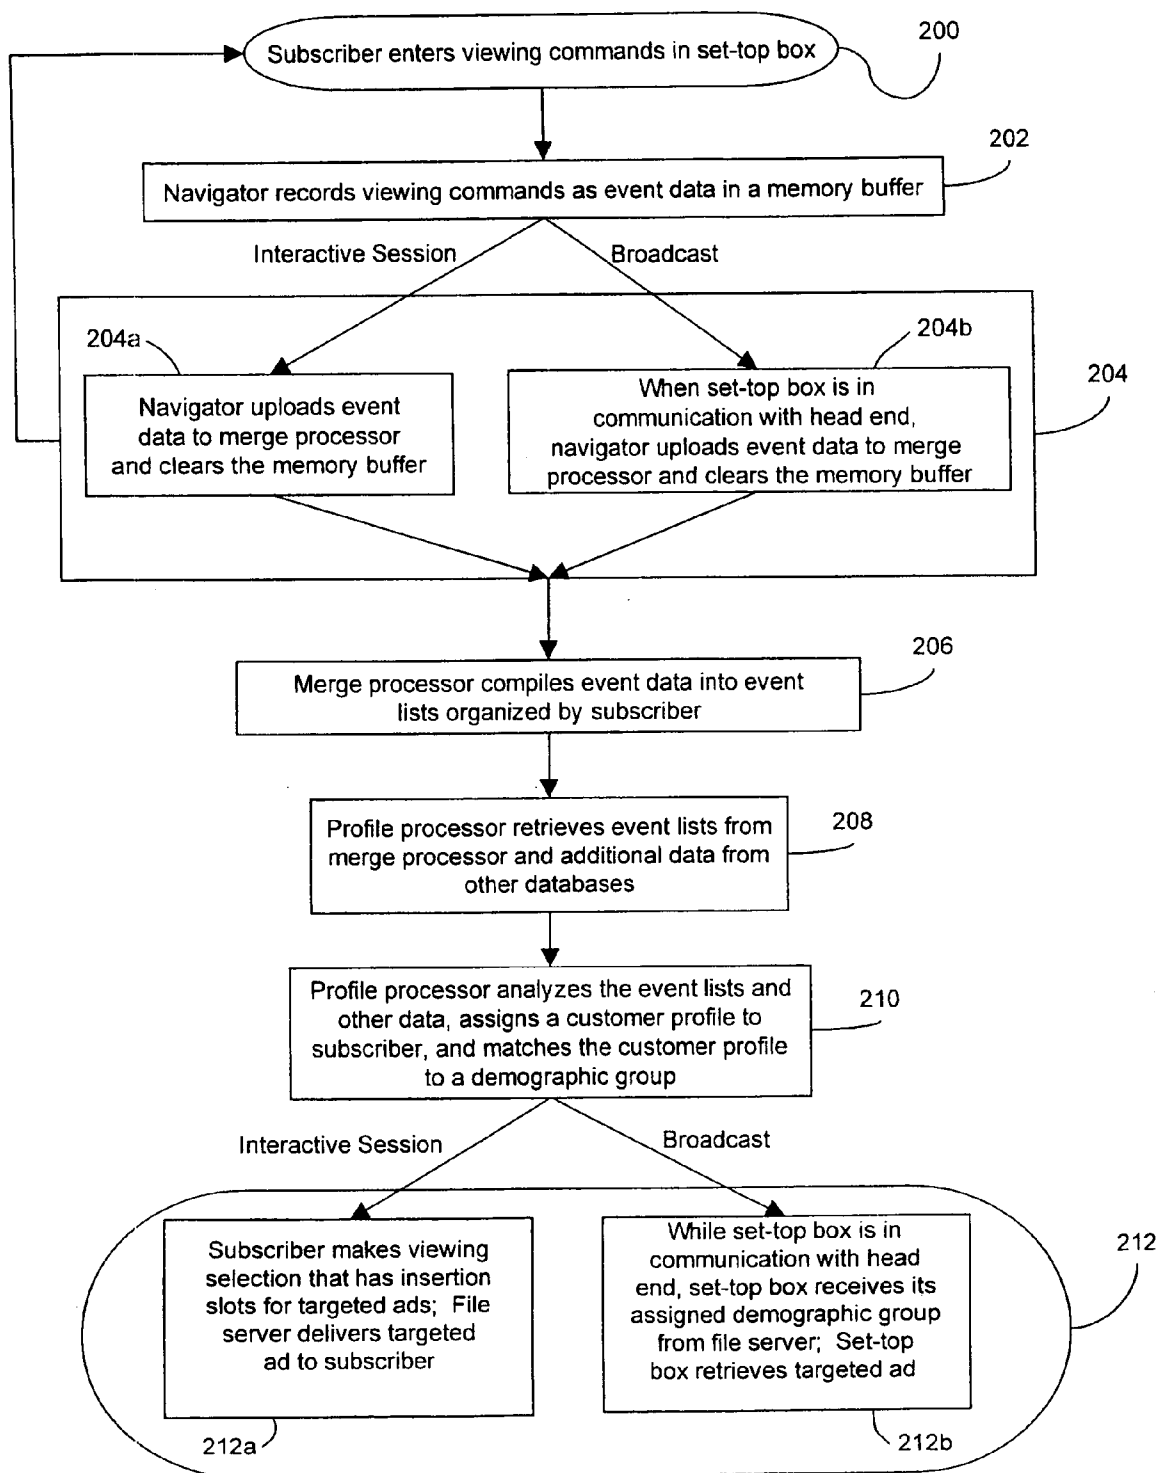 Subscriber enters viewing commands in set-top box
200
202
Navigator records viewing commands as event data in a memory buffer
Interactive Session
Broadcast
204a
204b
204
Navigator uploads event
data to merge processor
and clears the memory buffer
When set-top box is in
communication with head end,
navigator uploads event data to merge
processor and clears the memory buffer
206
Merge processor compiles event data into event
lists organized by subscriber
208
Profile processor retrieves event lists from
merge processor and additional data from
other databases
210
Profile processor analyzes the event lists and
other data, assigns a customer profile to
subscriber, and matches the customer profile
to a demographic group
Interactive Session
Broadcast
212
Subscriber makes viewing
selection that has insertion
slots for targeted ads; File
server delivers targeted
ad to subscriber
While set-top box is in
communication with head
end, set-top box receives its
assigned demographic group
from file server; Set-top
box retrieves targeted ad
212a
212b